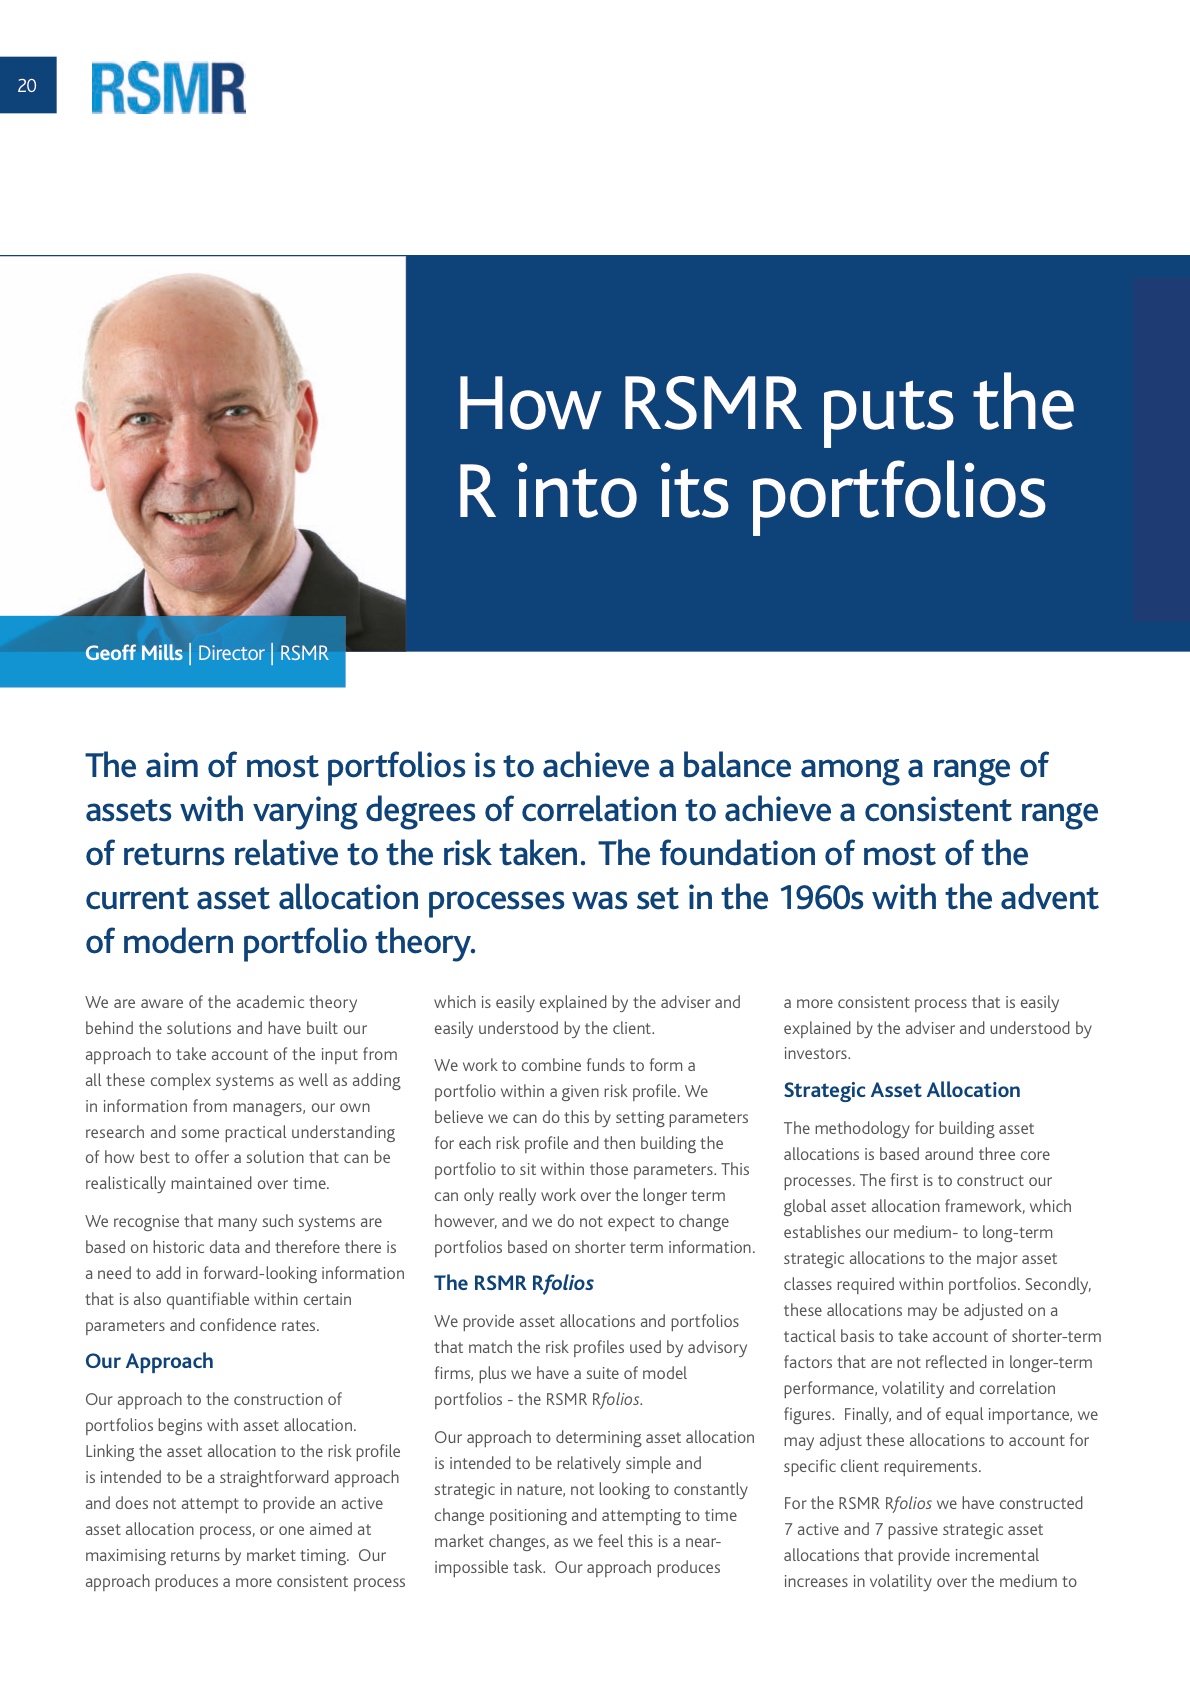 20
RSMR
How RSMR puts the
R into its portfolios
Geoff Mills | Director | RSMR
The aim of most portfolios is to achieve a balance among a range of
assets with varying degrees of correlation to achieve a consistent range
of returns relative to the risk taken.  The foundation of most of the
current asset allocation processes was set in the 1960s with the advent
of modern portfolio theory.
We are aware of the academic theory
behind the solutions and have built our
approach to take account of the input from
all these complex systems as well as adding
in information from managers, our own
research and some practical understanding
of how best to offer a solution that can be
realistically maintained over time.
We recognise that many such systems are
based on historic data and therefore there is
a need to add in forward-looking information
that is also quantifiable within certain
parameters and confidence rates.
Our Approach
Our approach to the construction of
portfolios begins with asset allocation.
Linking the asset allocation to the risk profile
is intended to be a straightforward approach
and does not attempt to provide an active
asset allocation process, or one aimed at
maximising returns by market timing.  Our
approach produces a more consistent process
which is easily explained by the adviser and
easily understood by the client.
We work to combine funds to form a
portfolio within a given risk profile. We
believe we can do this by setting parameters
for each risk profile and then building the
portfolio to sit within those parameters. This
can only really work over the longer term
however, and we do not expect to change
portfolios based on shorter term information.
The RSMR Rfolios
We provide asset allocations and portfolios
that match the risk profiles used by advisory
firms, plus we have a suite of model
portfolios - the RSMR Rfolios.
Our approach to determining asset allocation
is intended to be relatively simple and
strategic in nature, not looking to constantly
change positioning and attempting to time
market changes, as we feel this is a near-
impossible task.  Our approach produces
a more consistent process that is easily
explained by the adviser and understood by
investors.
Strategic Asset Allocation
The methodology for building asset
allocations is based around three core
processes. The first is to construct our
global asset allocation framework, which
establishes our medium- to long-term
strategic allocations to the major asset
classes required within portfolios. Secondly,
these allocations may be adjusted on a
tactical basis to take account of shorter-term
factors that are not reflected in longer-term
performance, volatility and correlation
figures.  Finally, and of equal importance, we
may adjust these allocations to account for
specific client requirements.
For the RSMR Rfolios we have constructed
7 active and 7 passive strategic asset
allocations that provide incremental
increases in volatility over the medium to